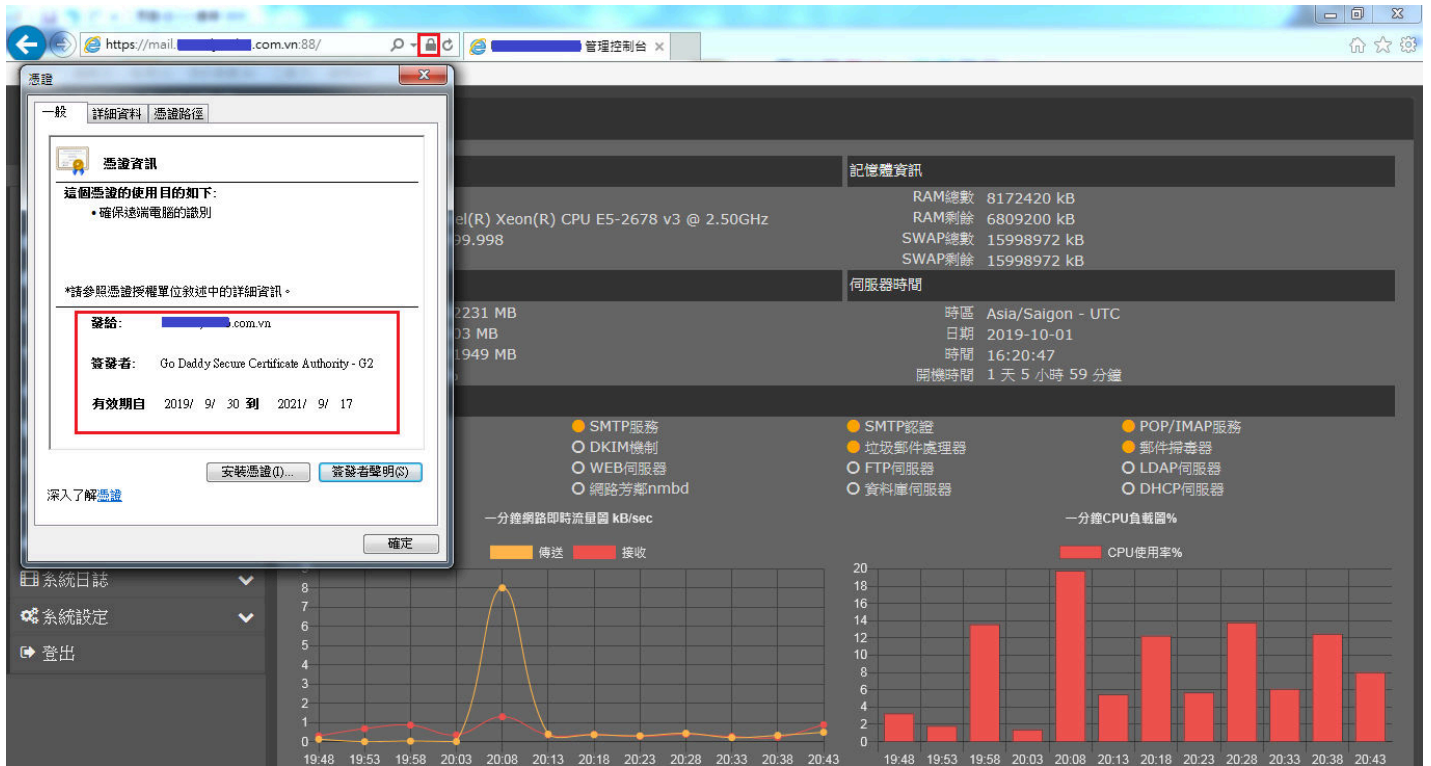 https://mail.
.com.vn:88/
管理控制台
憑證
一般
詳細資料
憑證路徑
憑證資訊
這個憑證的使用目的如下:
•確保遠端電腦的識別
*請參照憑證授權單位敘述中的詳細資訊。
發給:
.com.vn
簽發者: Go Daddy Secure Certificate Authority - G2
有效期自 2019/ 9/ 30 到 2021/ 9/ 17
安裝憑證(I)...
簽發者聲明(S)
深入了解憑證
確定
系統日誌
系統設定
登出
el(R) Xeon(R) CPU E5-2678 v3 @ 2.50GHz
99.998
2231 MB
03 MB
1949 MB
記憶體資訊
RAM總數 8172420 kB
RAM剩餘 6809200 kB
SWAP總數 15998972 kB
SWAP剩餘 15998972 kB
伺服器時間
時區 Asia/Saigon - UTC
日期 2019-10-01
時間 16:20:47
開機時間 1 天 5 小時 59 分鐘
SMTP服務 SMTP認證 POP/IMAP服務
DKIM機制 垃圾郵件處理器 郵件掃毒器
WEB伺服器 FTP伺服器 LDAP伺服器
網路芳鄰nmbd 資料庫伺服器 DHCP伺服器
一分鐘網路即時流量圖 kB/sec
傳送 接收
8
7
6
5
4
3
2
1
0
19:48 19:53 19:58 20:03 20:08 20:13 20:18 20:23 20:28 20:33 20:38 20:43
一分鐘CPU負載圖%
CPU使用率%
20
18
16
14
12
10
8
6
4
2
0
19:48 19:53 19:58 20:03 20:08 20:13 20:18 20:23 20:28 20:33 20:38 20:43